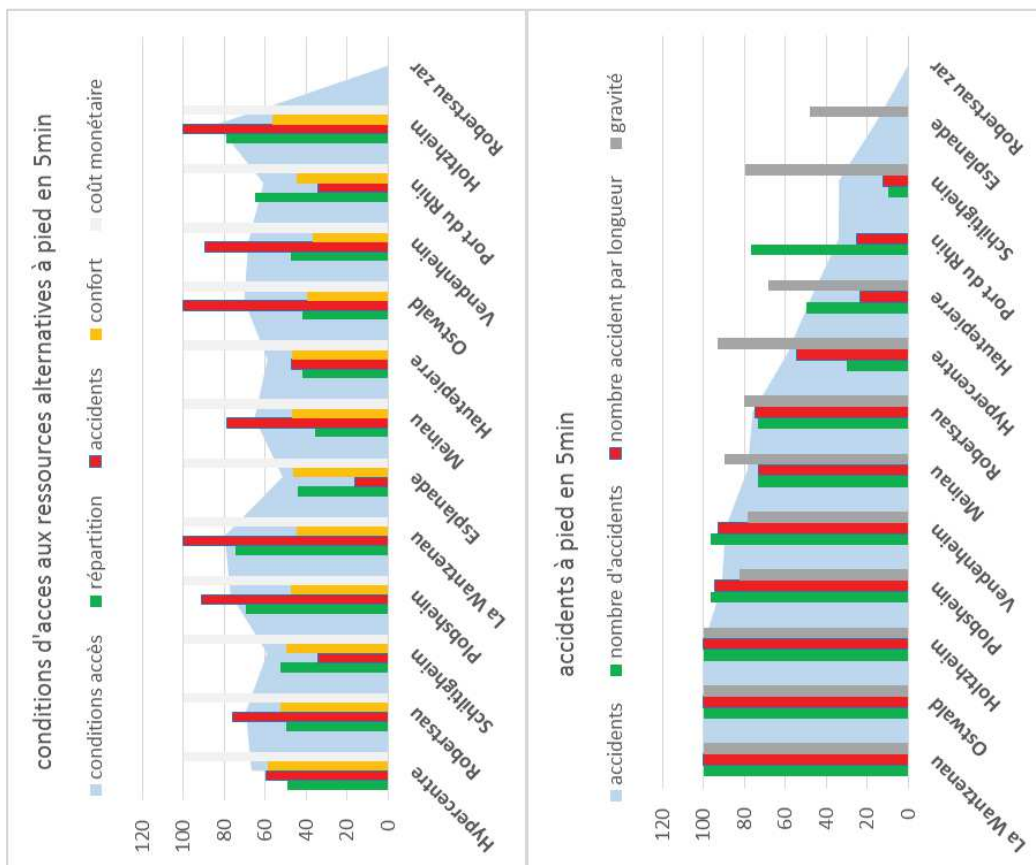 conditions d'acces aux ressources alternatives à pied en 5min
conditions accès répartition accidents confort coût monétaire
120
100
80
60
40
20
0
Hypercentre
Robertsau
Schiltigheim
Plobsheim
La Wantzenau
Esplanade
Meinau
Hautepierre
Ostwald
Vendenheim
Port du Rhin
Holtzheim
Robertsau zar
accidents à pied en 5min
accidents nombre d'accidents nombre accident par longueur gravité
120
100
80
60
40
20
0
La Wantzenau
Ostwald
Holtzheim
Plobsheim
Vendenheim
Meinau
Robertsau
Hypercentre
Hautepierre
Port du Rhin
Schiltigheim
Esplanade
Robertsau zar